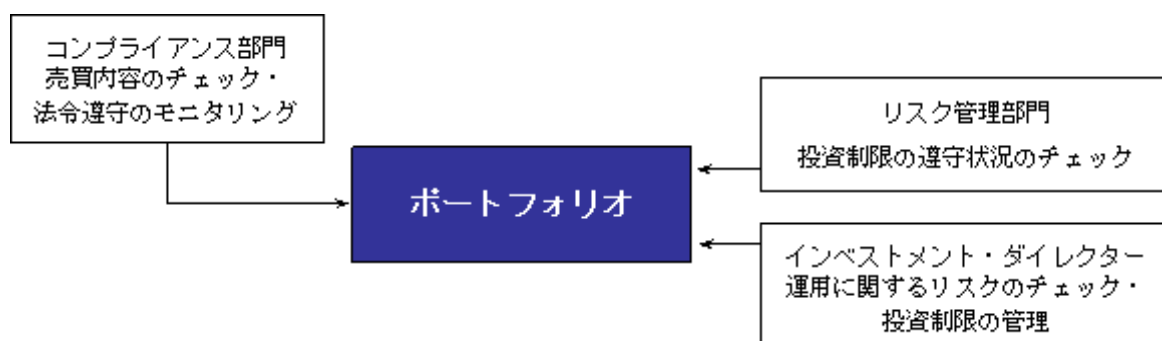 コンプライアンス部門
売買内容のチェック・
法令遵守のモニタリング
リスク管理部門
投資制限の遵守状況のチェック
ポートフォリオ
インベストメント・ダイレクター
運用に関するリスクのチェック・
投資制限の管理